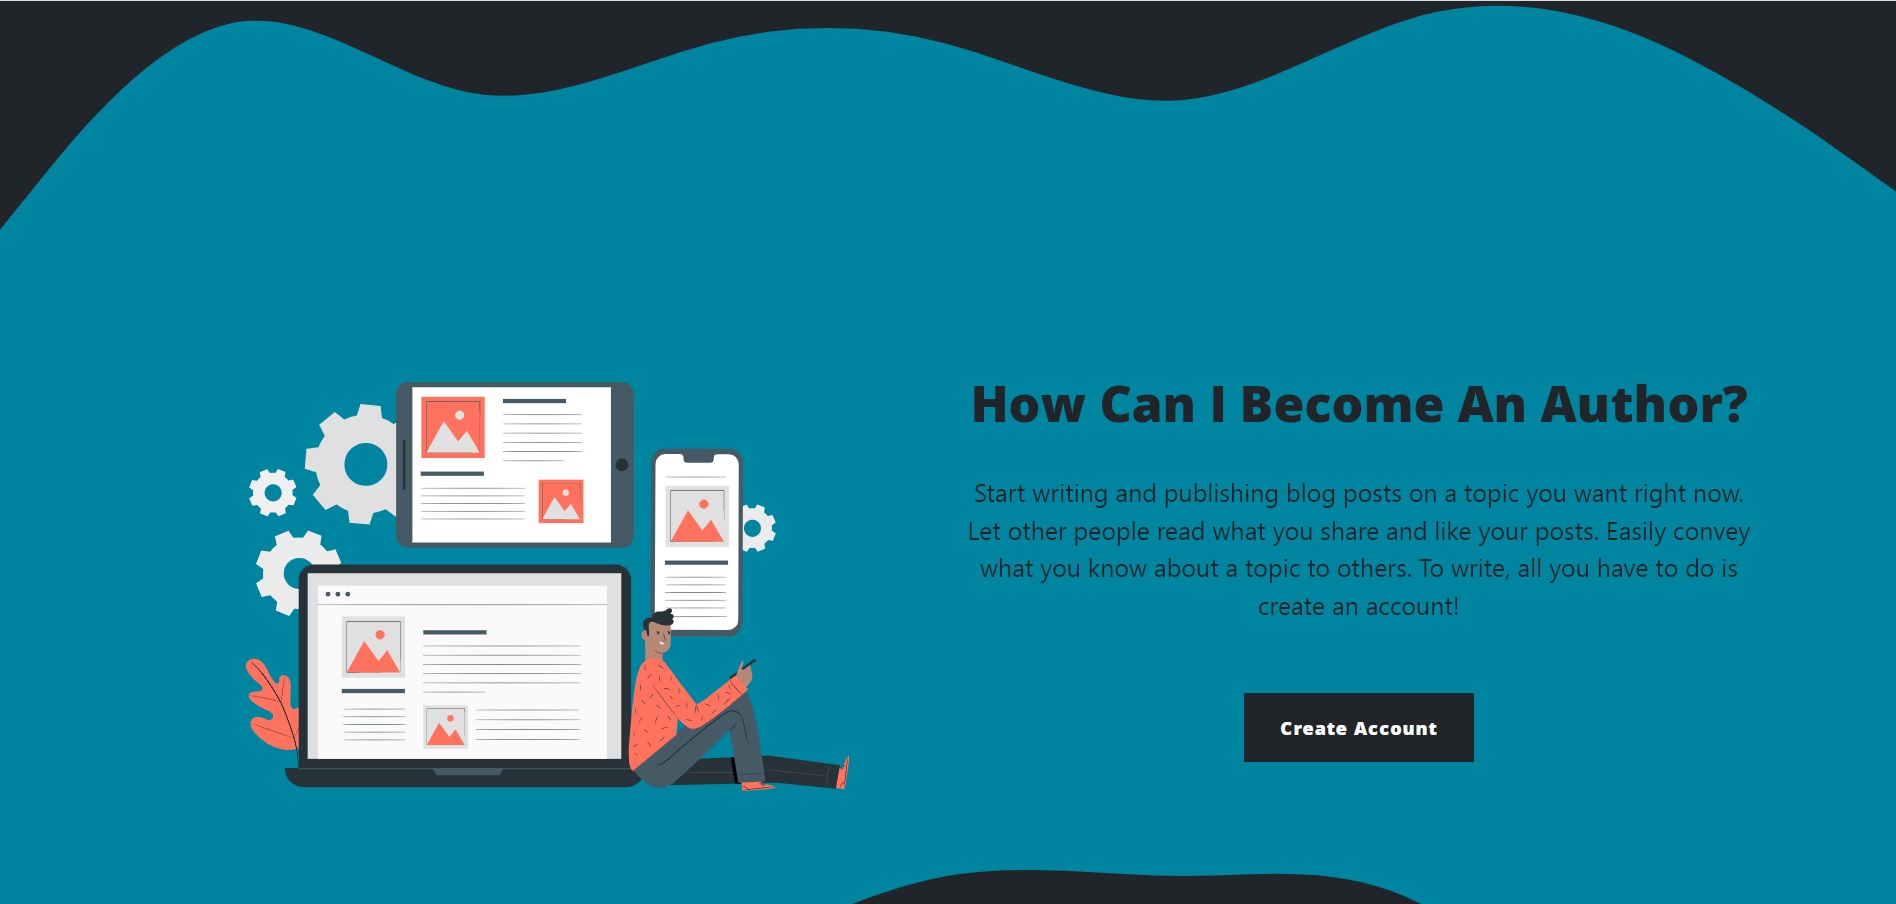 How Can I Become An Author?
Start writing and publishing blog posts on a topic you want right now.
Let other people read what you share and like your posts. Easily convey
what you know about a topic to others. To write, all you have to do is
create an account!
Create Account